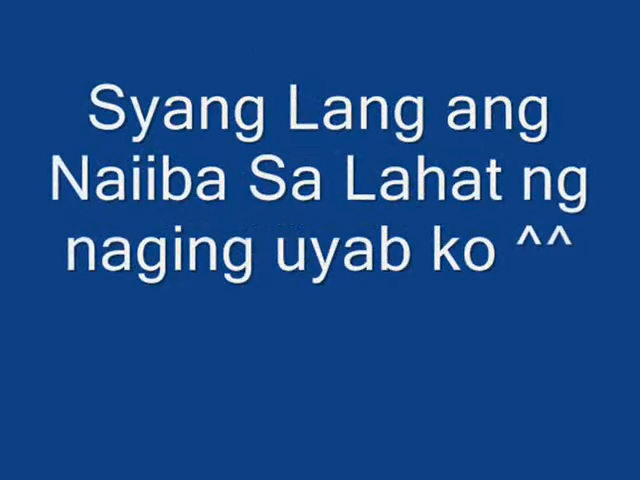 Syang Lang ang
Naiiba Sa Lahat ng
naging uyab ko ^^